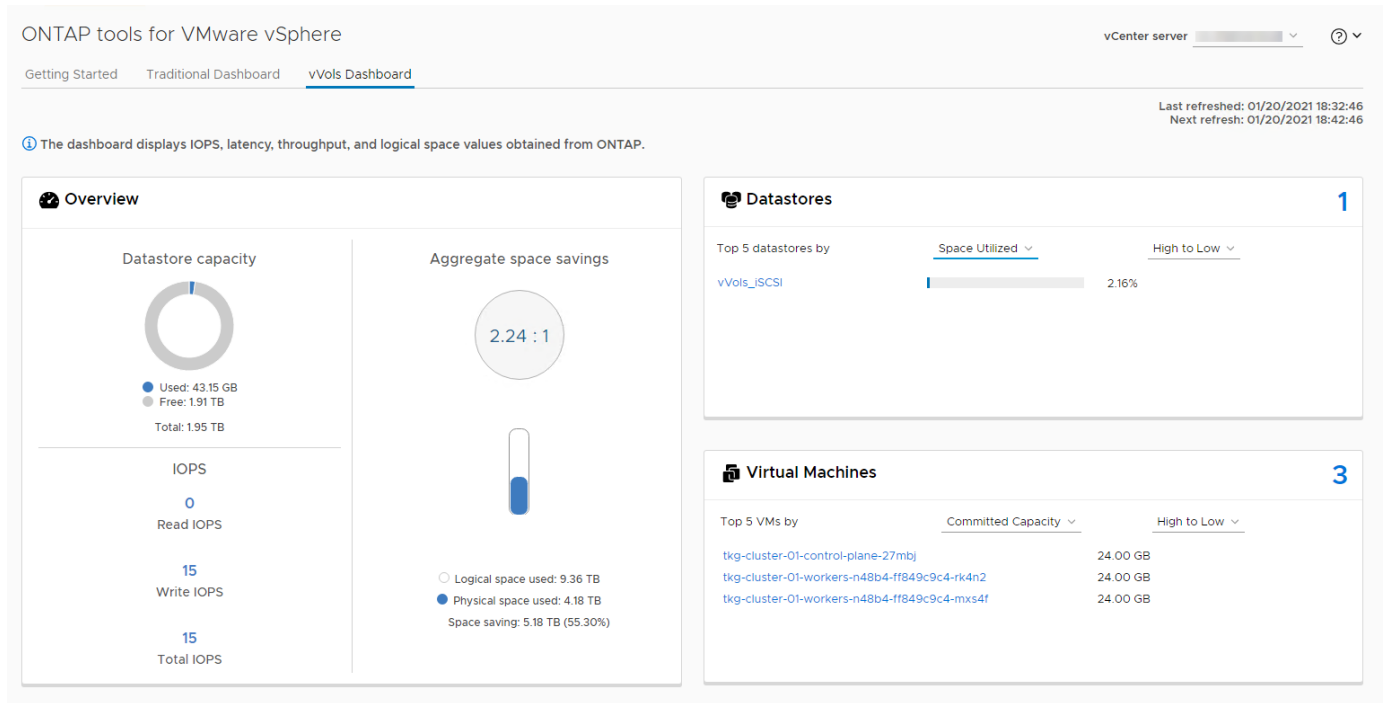 ONTAP tools for VMware vSphere
vCenter server
?
Getting Started Traditional Dashboard vVols Dashboard
Last refreshed: 01/20/2021 18:32:46
Next refresh: 01/20/2021 18:42:46
The dashboard displays IOPS, latency, throughput, and logical space values obtained from ONTAP.
Overview
Datastore capacity
Used: 43.15 GB
Free: 1.91 TB
Total: 1.95 TB
IOPS
0
Read IOPS
15
Write IOPS
15
Total IOPS
Aggregate space savings
2.24 : 1
Logical space used: 9.36 TB
Physical space used: 4.18 TB
Space saving: 5.18 TB (55.30%)
Datastores 1
Top 5 datastores by Space Utilized High to Low
vVols_iSCSI 2.16%
Virtual Machines 3
Top 5 VMs by Committed Capacity High to Low
tkg-cluster-01-control-plane-27mbj 24.00 GB
tkg-cluster-01-workers-n48b4-ff849c9c4-rk4n2 24.00 GB
tkg-cluster-01-workers-n48b4-ff849c9c4-mxs4f 24.00 GB